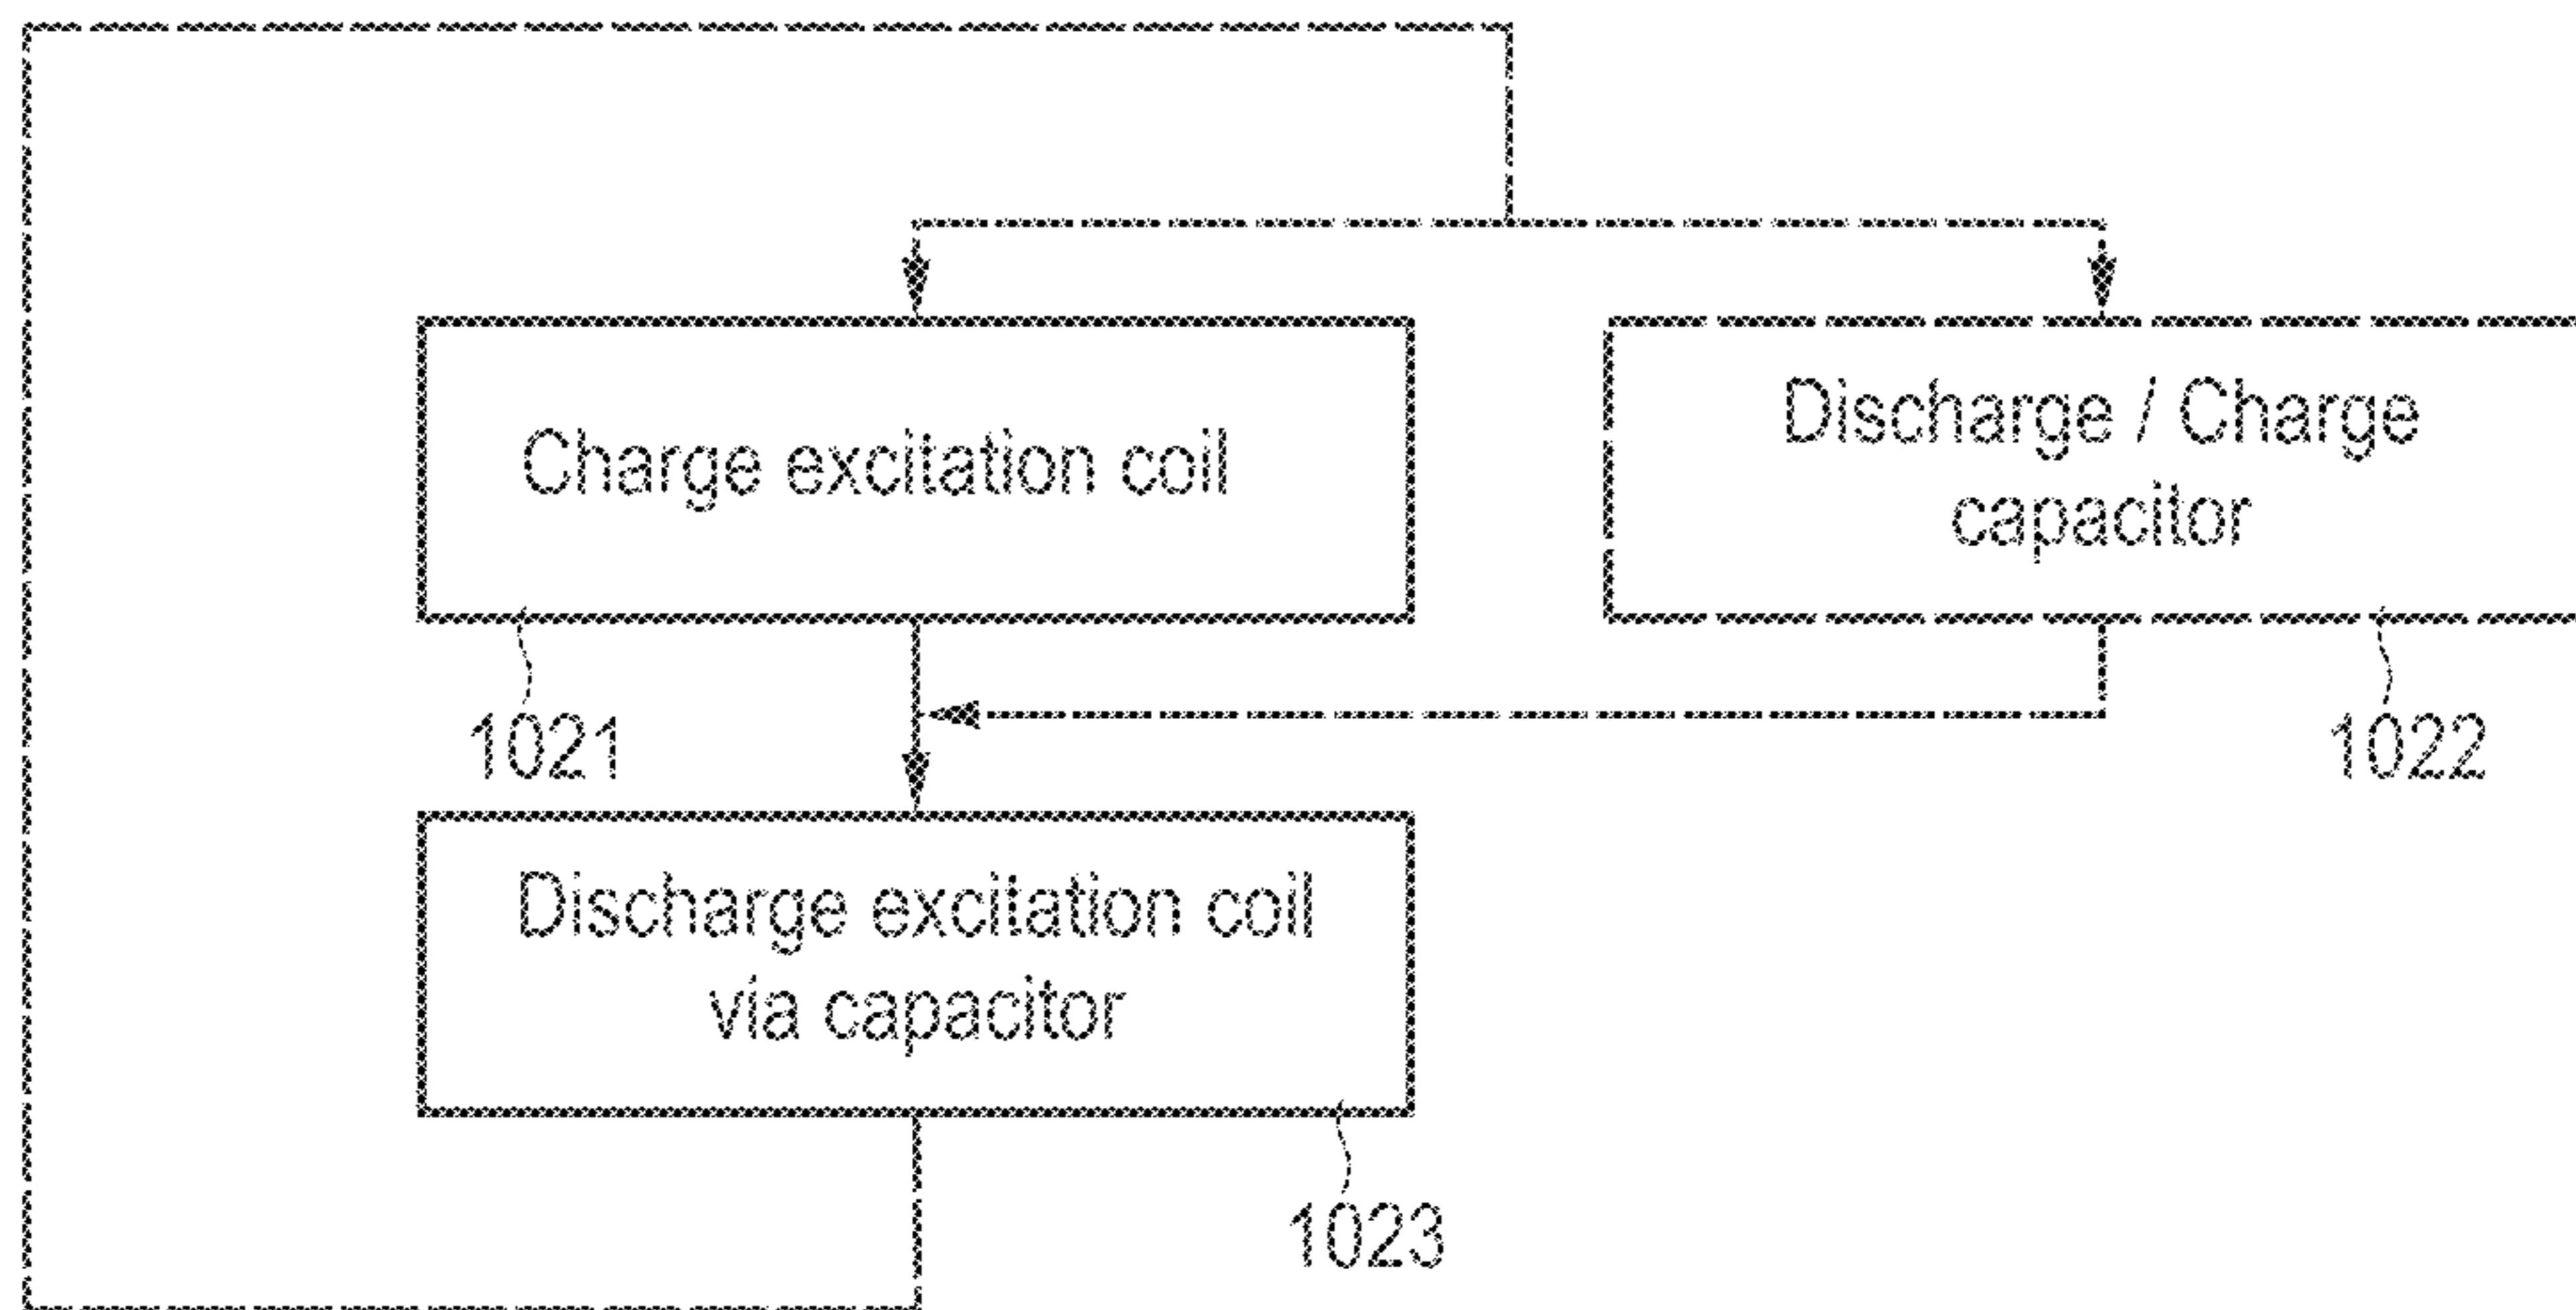 Charge excitation coil
Discharge / Charge
capacitor
1021
1022
Discharge excitation coil
via capacitor
1023